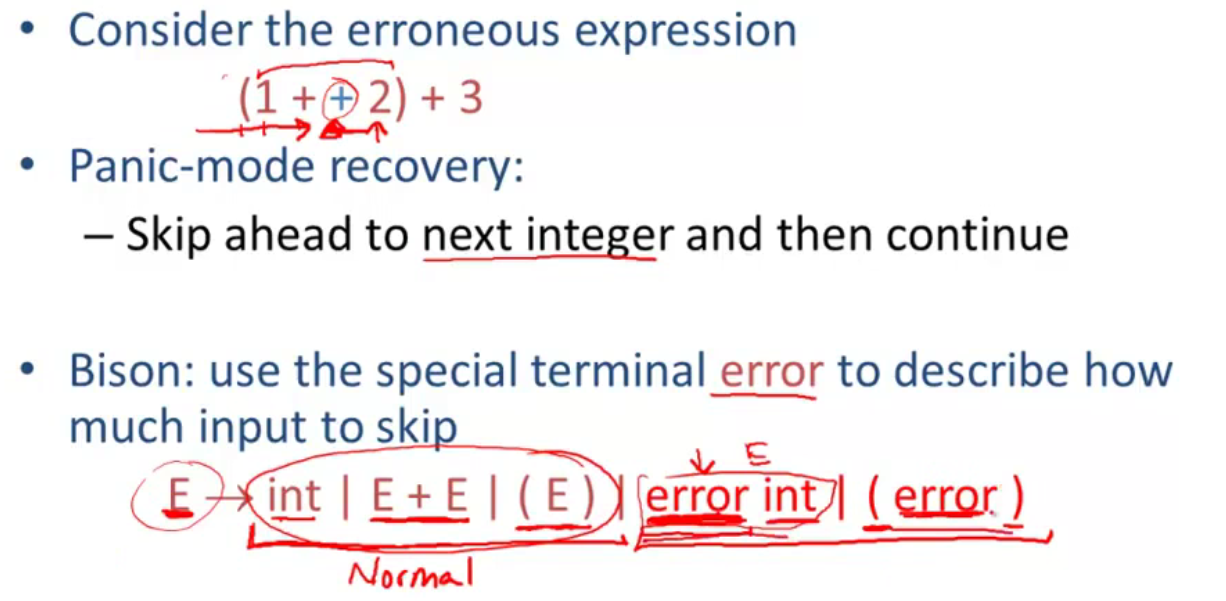 • Consider the erroneous expression
(1 + + 2) + 3
• Panic-mode recovery:
– Skip ahead to next integer and then continue
• Bison: use the special terminal error to describe how
much input to skip
E
E → int | E + E | ( E ) | error int | ( error )
Normal